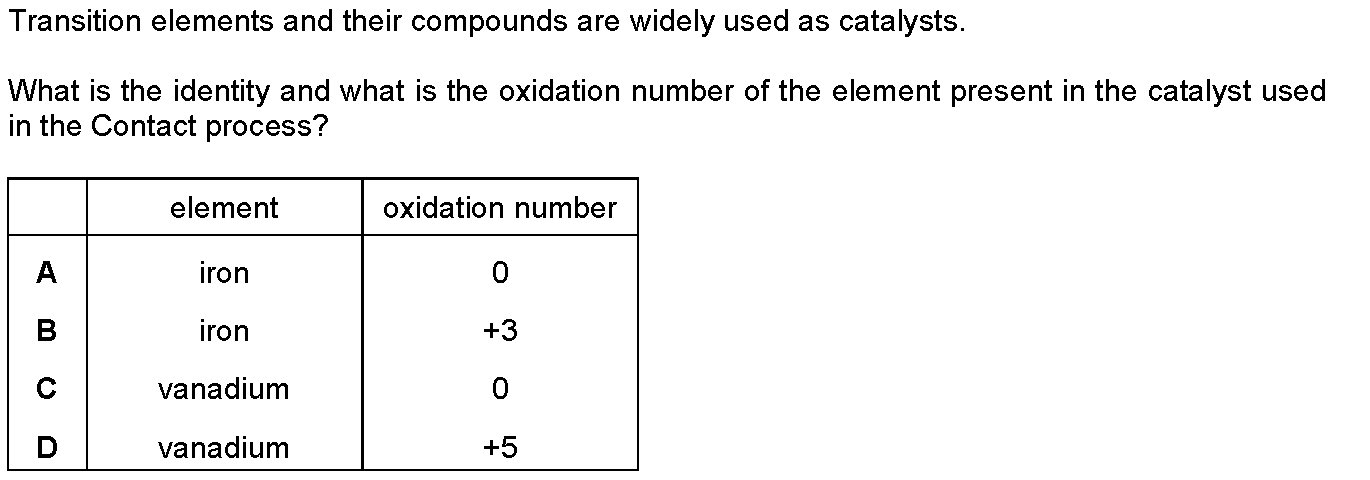 Transition elements and their compounds are widely used as catalysts.
What is the identity and what is the oxidation number of the element present in the catalyst used
in the Contact process?
element oxidation number
A iron 0
B iron +3
C vanadium 0
D vanadium +5